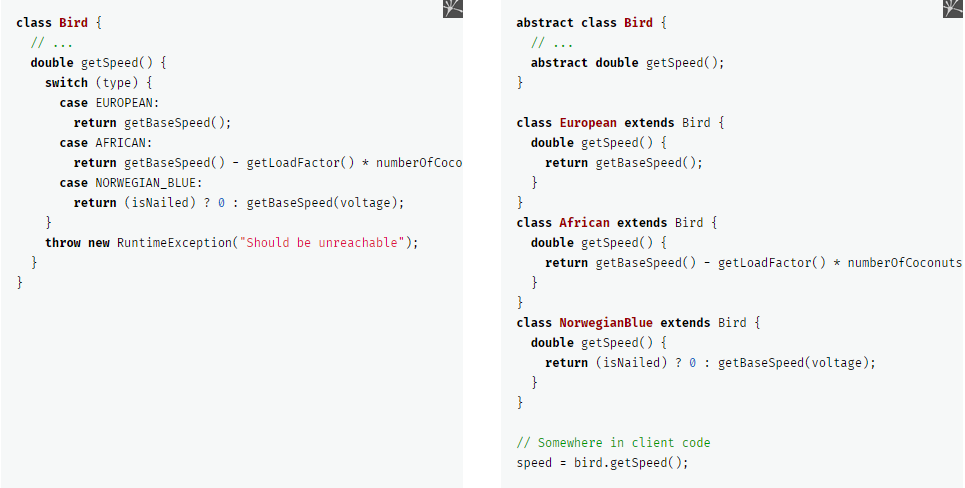 class Bird {
  // ...
  double getSpeed() {
    switch (type) {
      case EUROPEAN:
        return getBaseSpeed();
      case AFRICAN:
        return getBaseSpeed() - getLoadFactor() * numberOfCoco
      case NORWEGIAN_BLUE:
        return (isNailed) ? 0 : getBaseSpeed(voltage);
    }
    throw new RuntimeException("Should be unreachable");
  }
}
abstract class Bird {
  // ...
  abstract double getSpeed();
}

class European extends Bird {
  double getSpeed() {
    return getBaseSpeed();
  }
}
class African extends Bird {
  double getSpeed() {
    return getBaseSpeed() - getLoadFactor() * numberOfCoconuts
  }
}
class NorwegianBlue extends Bird {
  double getSpeed() {
    return (isNailed) ? 0 : getBaseSpeed(voltage);
  }
}

// Somewhere in client code
speed = bird.getSpeed();